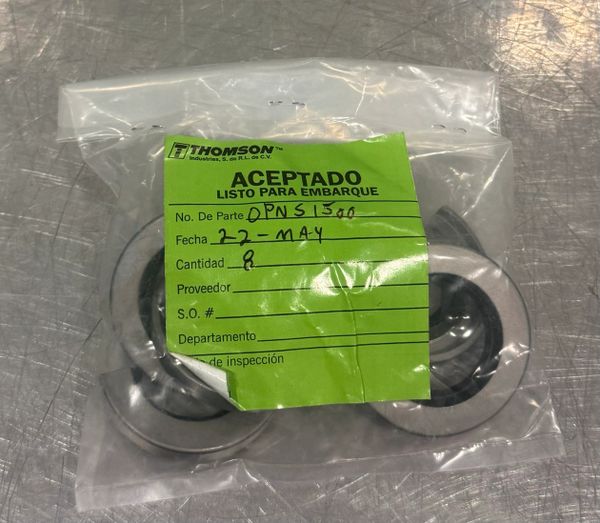 THOMSON™
Industries, S. de R.L. de C.V.
ACEPTADO
LISTO PARA EMBARQUE
No. De Parte OPNS1500
Fecha 22-MAY
Cantidad 8
Proveedor
S.O. #
Departamento
de inspección